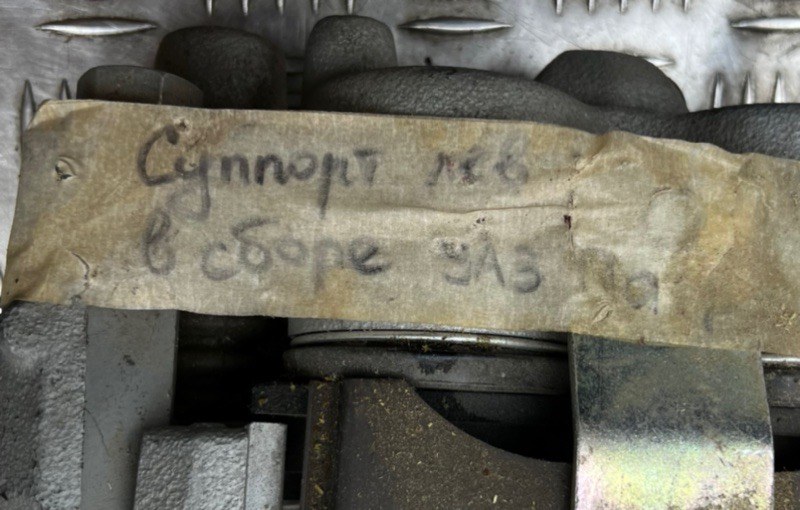 Суппорт лев
в сборе УАЗ